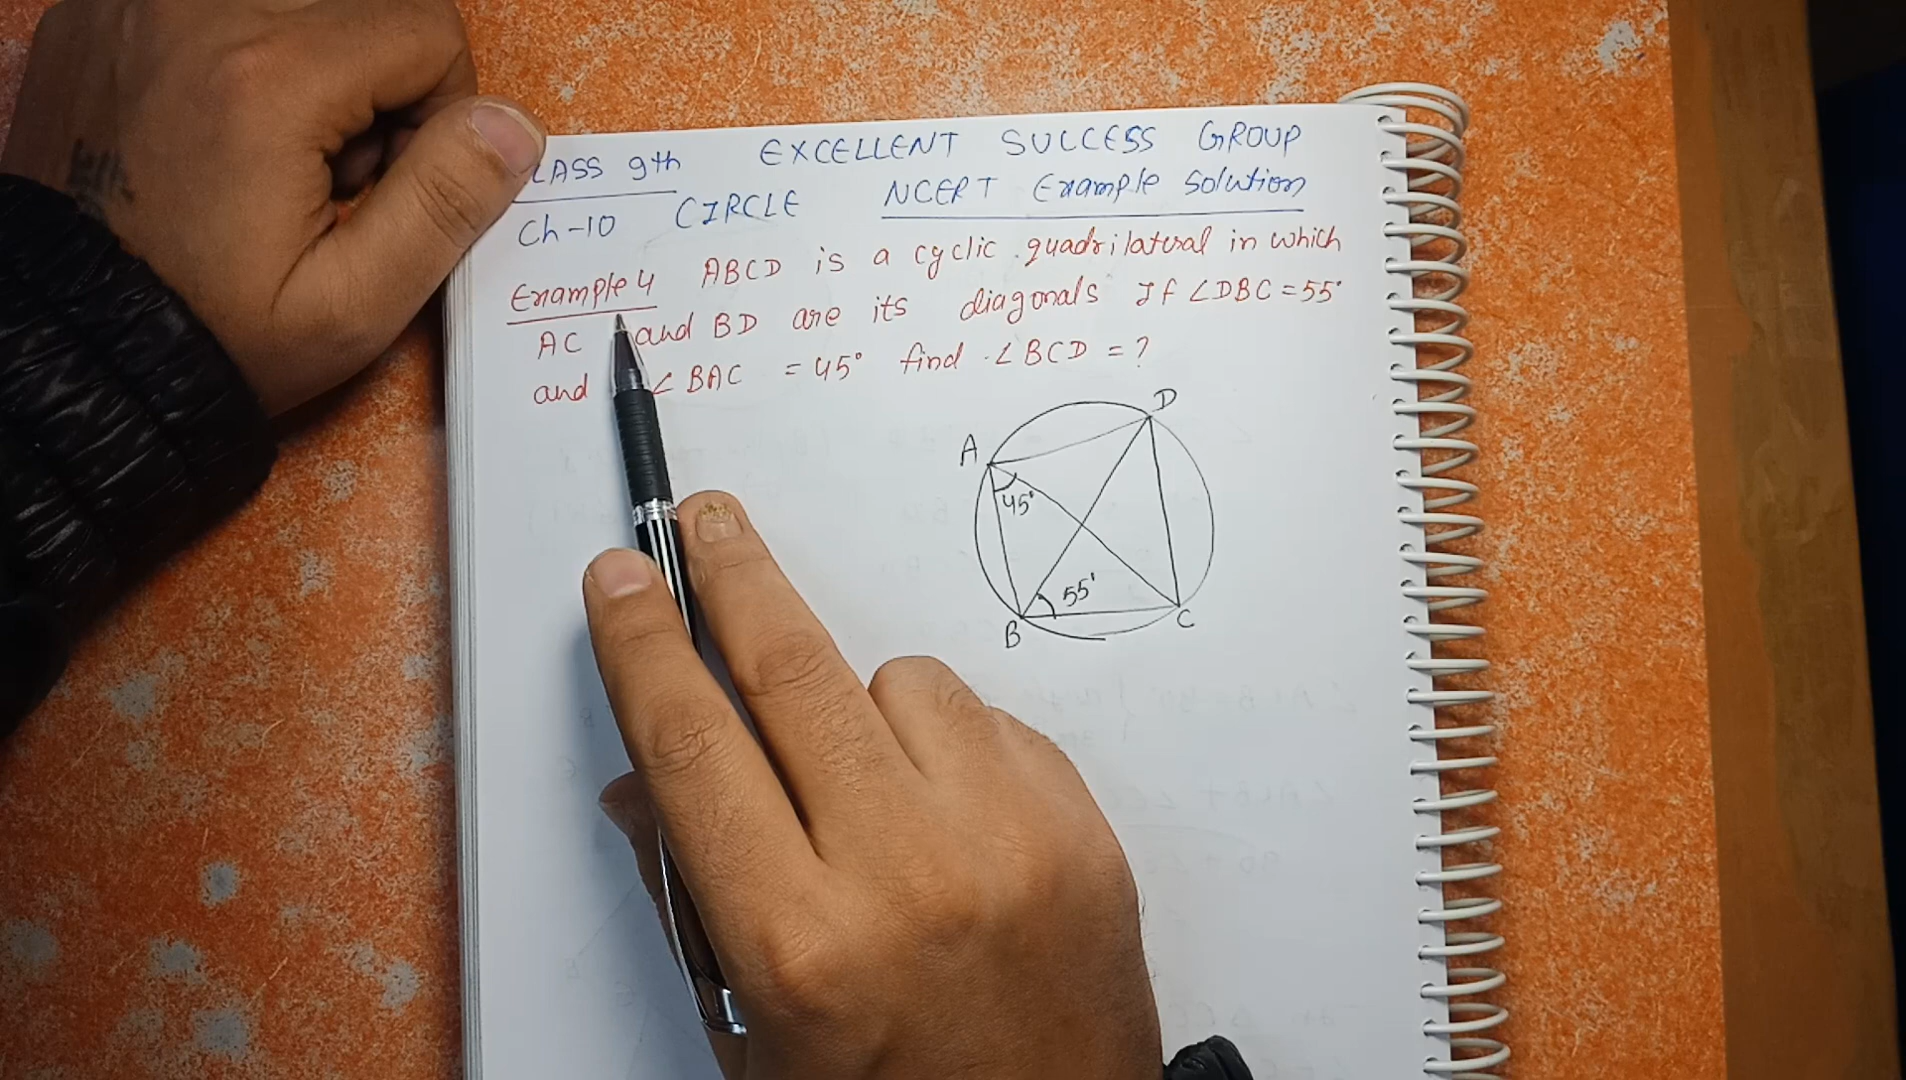 LASS 9th EXCELLENT SUCCESS GROUP
Ch-10 CIRCLE NCERT Example Solution
Example 4 ABCD is a cyclic quadrilateral in which
AC and BD are its diagonals If ∠DBC = 55°
and ∠BAC = 45° find ∠BCD = ?
D
A
45°
55°
B
C